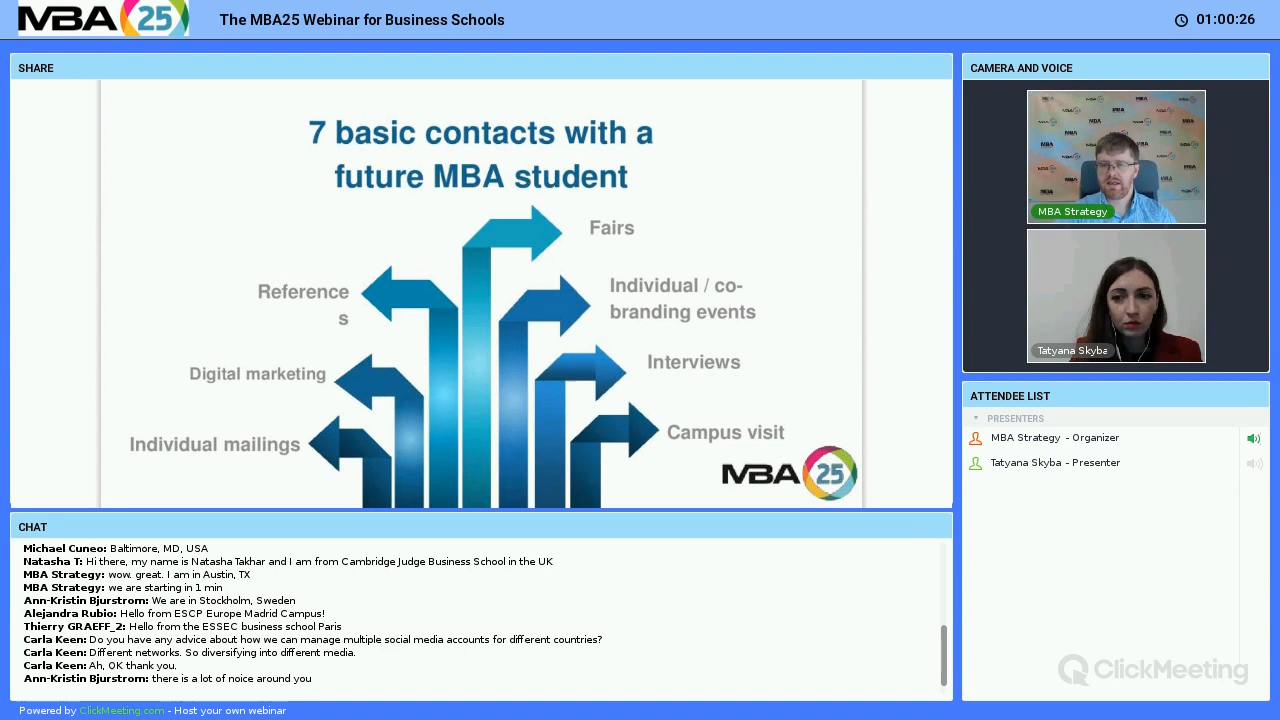 MBA 25
The MBA25 Webinar for Business Schools
01:00:26
SHARE
7 basic contacts with a
future MBA student
Fairs
Reference
s
Individual / co-
branding events
Digital marketing
Interviews
Individual mailings
Campus visit
MBA 25
CAMERA AND VOICE
MBA Strategy
Tatyana Skyba
ATTENDEE LIST
PRESENTERS
MBA Strategy - Organizer
Tatyana Skyba - Presenter
ClickMeeting
CHAT
Michael Cuneo: Baltimore, MD, USA
Natasha T: Hi there, my name is Natasha Takhar and I am from Cambridge Judge Business School in the UK
MBA Strategy: wow. great. I am in Austin, TX
MBA Strategy: we are starting in 1 min
Ann-Kristin Bjurstrom: We are in Stockholm, Sweden
Alejandra Rubio: Hello from ESCP Europe Madrid Campus!
Thierry GRAEFF_2: Hello from the ESSEC business school Paris
Carla Keen: Do you have any advice about how we can manage multiple social media accounts for different countries?
Carla Keen: Different networks. So diversifying into different media.
Carla Keen: Ah, OK thank you.
Ann-Kristin Bjurstrom: there is a lot of noice around you
Powered by ClickMeeting.com - Host your own webinar